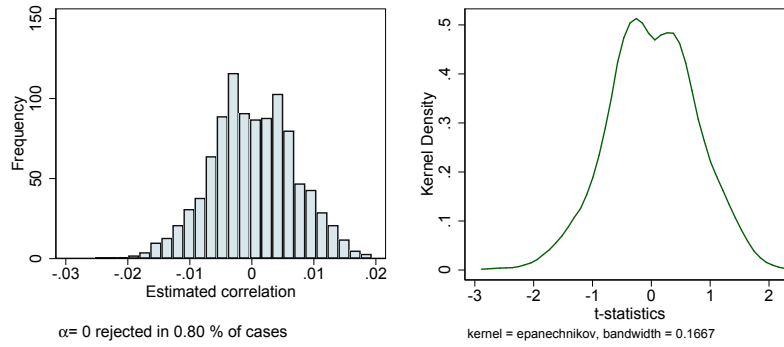 150
100
50
0
Frequency
-.03 -.02 -.01 0 .01 .02
Estimated correlation
α= 0 rejected in 0.80 % of cases
.5
.4
.3
.2
.1
0
Kernel Density
-3 -2 -1 0 1 2
t-statistics
kernel = epanechnikov, bandwidth = 0.1667